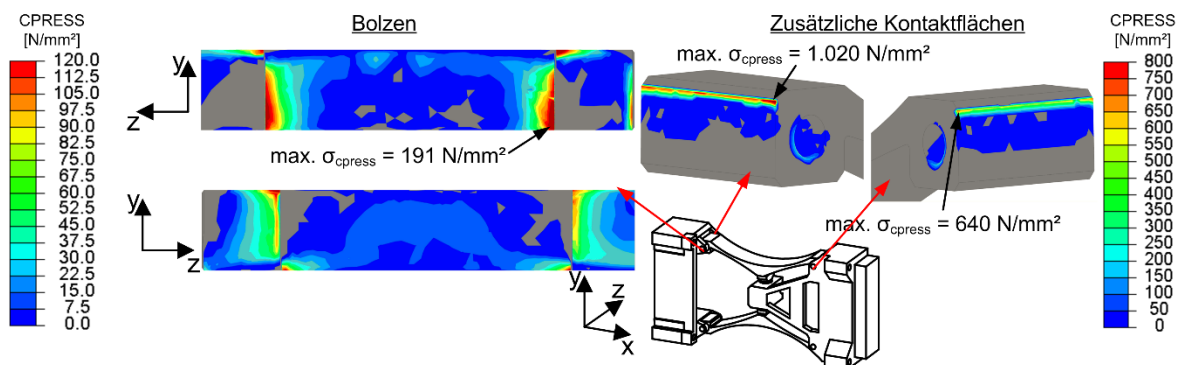 CPRESS
[N/mm²]
120.0
112.5
105.0
97.5
90.0
82.5
75.0
67.5
60.0
52.5
45.0
37.5
30.0
22.5
15.0
7.5
0.0
Bolzen
y
z
max. σcpress = 191 N/mm²
y
z
y
z
x
Zusätzliche Kontaktflächen
max. σcpress = 1.020 N/mm²
max. σcpress = 640 N/mm²
CPRESS
[N/mm²]
800
750
700
650
600
550
500
450
400
350
300
250
200
150
100
50
0